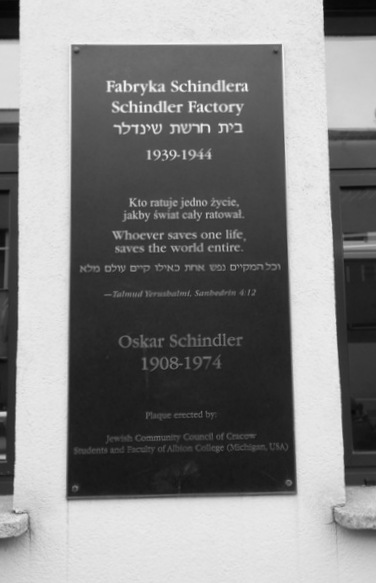 Fabryka Schindlera
Schindler Factory
בית חרשת שינדלר
1939-1944
Kto ratuje jedno życie,
jakby świat cały ratował.
Whoever saves one life,
saves the world entire.
וכל המקיים נפש אחת כאילו קיים עולם מלא
—Talmud Yerushalmi, Sanhedrin 4:12
Oskar Schindler
1908-1974
Plaque erected by:
Jewish Community Council of Cracow
Students and Faculty of Albion College (Michigan, USA)